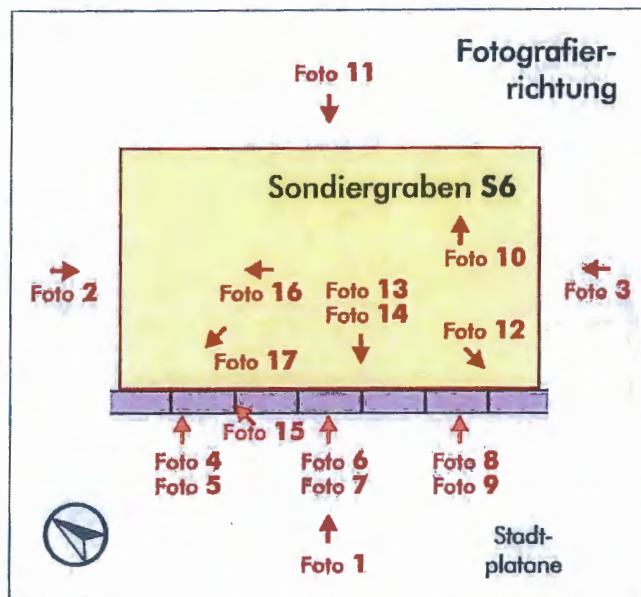 Fotografier-
richtung
Foto 11
Sondiergraben S6
Foto 10
Foto 2
Foto 16
Foto 13
Foto 14
Foto 3
Foto 12
Foto 17
Foto 15
Foto 4
Foto 5
Foto 6
Foto 7
Foto 8
Foto 9
Foto 1
Stadt-
platane